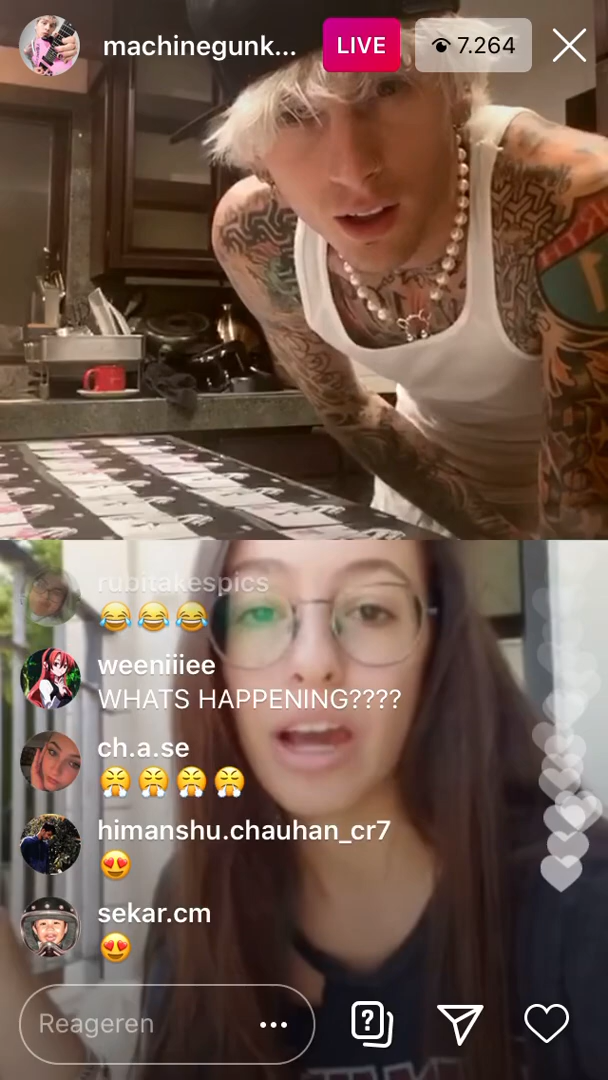 machinegunk...
LIVE
7.264
rubitakespics
😂😂😂
weeniiiee
WHATS HAPPENING????
ch.a.se
😤😤😤😤
himanshu.chauhan_cr7
😍
sekar.cm
😍
Reageren